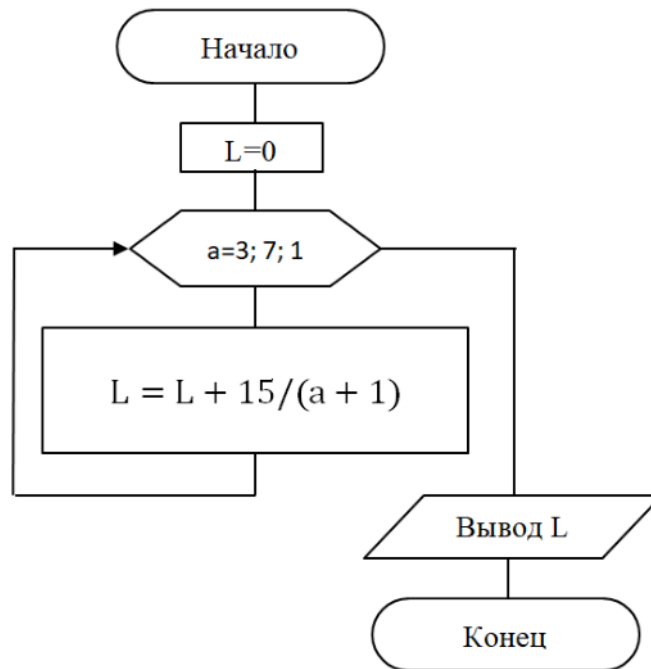 Начало
L=0
a=3; 7; 1
L = L + 15/(a + 1)
Вывод L
Конец